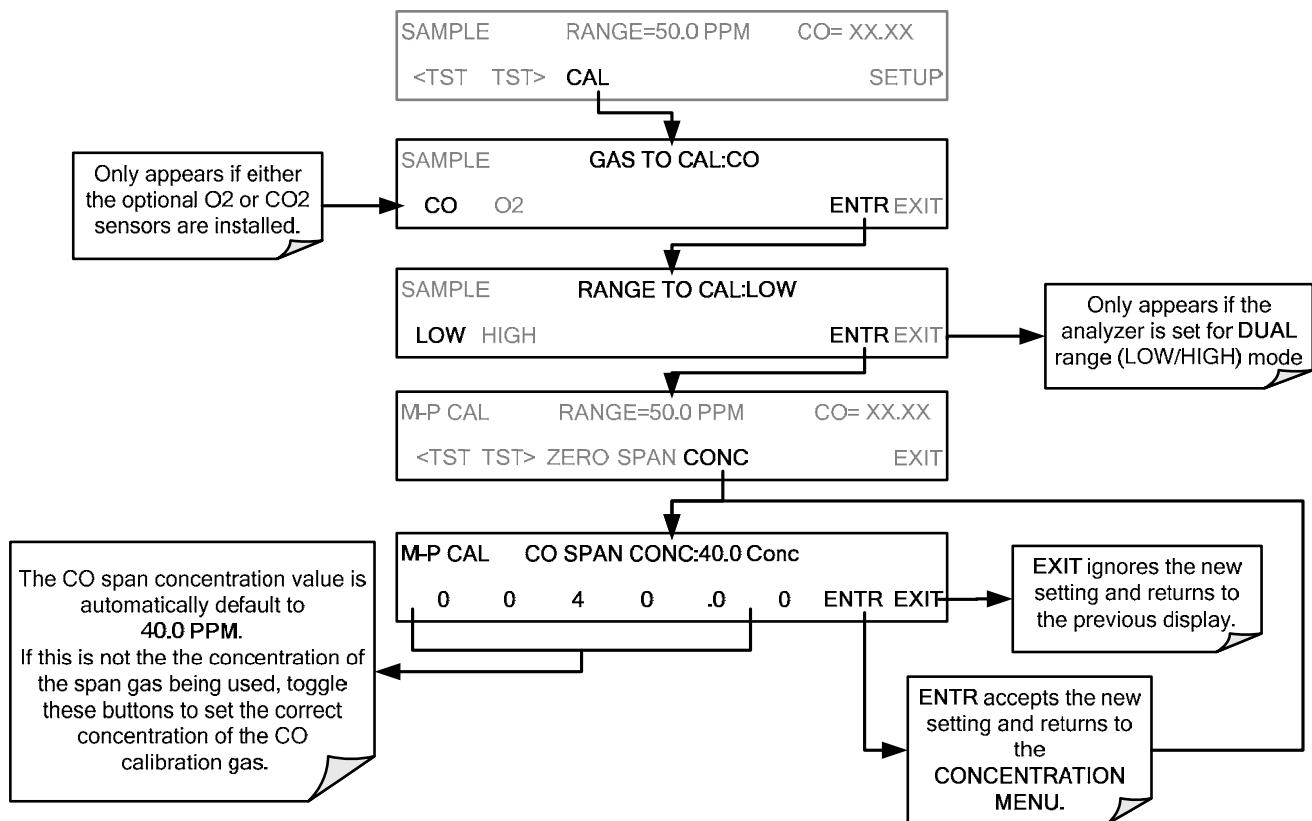 SAMPLE RANGE=50.0 PPM CO= XX.XX
<TST TST> CAL SETUP
SAMPLE GAS TO CAL:CO
CO O2 ENTR EXIT
Only appears if either
the optional O2 or CO2
sensors are installed.
SAMPLE RANGE TO CAL:LOW
LOW HIGH ENTR EXIT
Only appears if the
analyzer is set for DUAL
range (LOW/HIGH) mode
M-P CAL RANGE=50.0 PPM CO= XX.XX
<TST TST> ZERO SPAN CONC EXIT
M-P CAL CO SPAN CONC:40.0 Conc
0 0 4 0 .0 0 ENTR EXIT
The CO span concentration value is
automatically default to
40.0 PPM.
If this is not the the concentration of
the span gas being used, toggle
these buttons to set the correct
concentration of the CO
calibration gas.
EXIT ignores the new
setting and returns to
the previous display.
ENTR accepts the new
setting and returns to
the
CONCENTRATION
MENU.